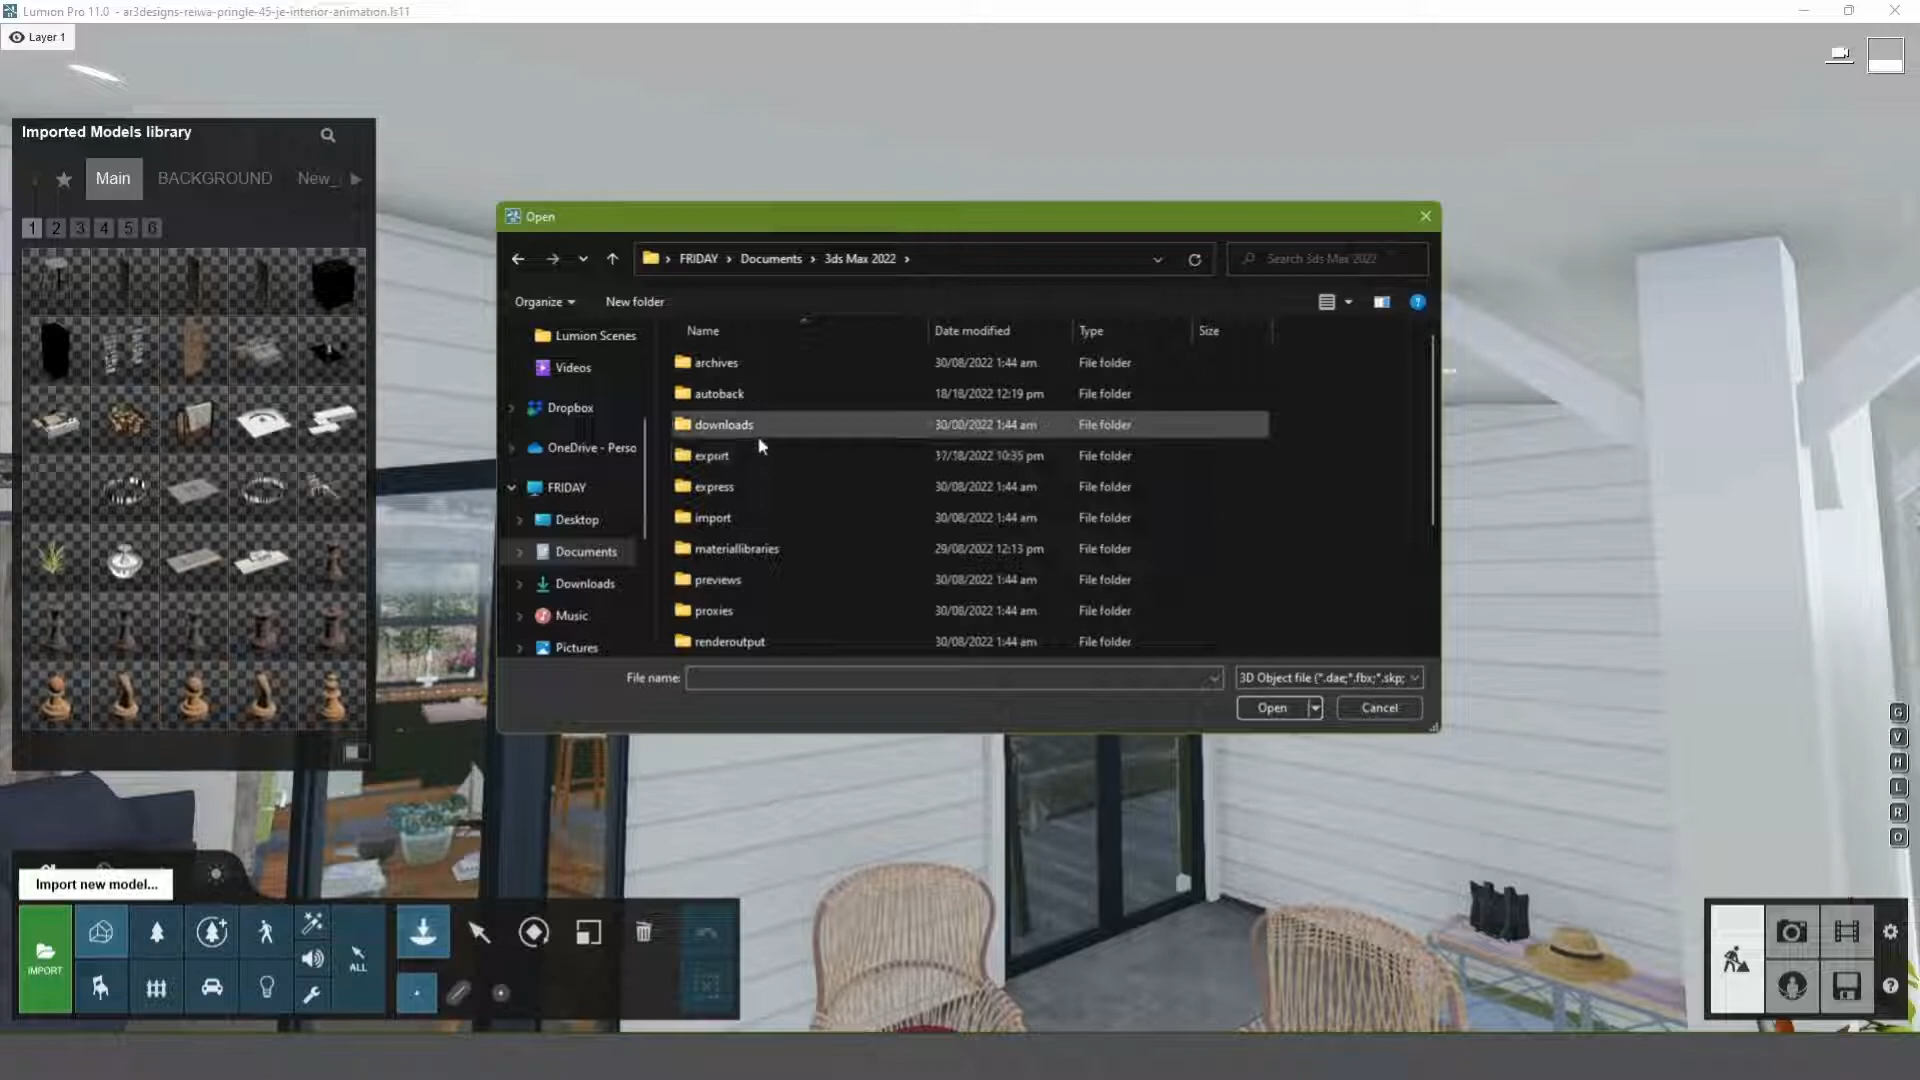 Lumion Pro 11.0 - ar3designs-reiwa-pringle-45-je-interior-animation.ls11
Layer 1
Imported Models library
Main BACKGROUND New_
1 2 3 4 5 6
Open
FRIDAY › Documents › 3ds Max 2022 ›
Search 3ds Max 2022
Organize
New folder
Name Date modified Type Size
Lumion Scenes
Videos
Dropbox
OneDrive - Perso
FRIDAY
Desktop
Documents
Downloads
Music
Pictures
archives 30/08/2022 1:44 am File folder
autoback 18/18/2022 12:19 pm File folder
downloads 30/00/2022 1:44 am File folder
export 37/18/2022 10:35 pm File folder
express 30/08/2022 1:44 am File folder
import 30/08/2022 1:44 am File folder
materiallibraries 29/08/2022 12:13 pm File folder
previews 30/08/2022 1:44 am File folder
proxies 30/08/2022 1:44 am File folder
renderoutput 30/08/2022 1:44 am File folder
File name:
3D Object file (*.dae;*.fbx;*.skp;
Open
Cancel
Import new model...
IMPORT
ALL
G
V
H
L
R
O